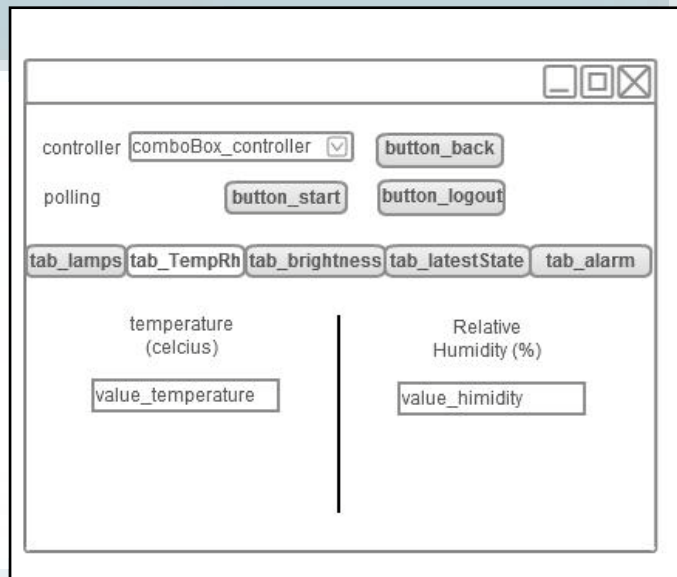 controller comboBox_controller button_back
polling button_start button_logout
tab_lamps tab_TempRh tab_brightness tab_latestState tab_alarm
temperature
(celcius)
Relative
Humidity (%)
value_temperature
value_himidity